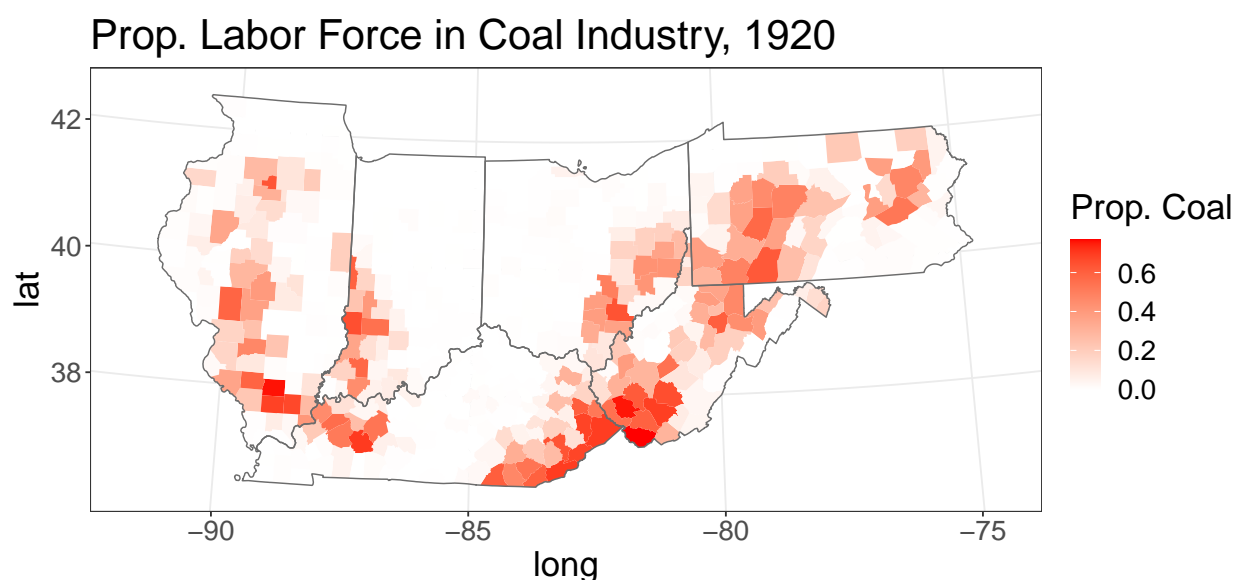 Prop. Labor Force in Coal Industry, 1920
42
40
38
lat
−90
−85
−80
−75
long
Prop. Coal
0.6
0.4
0.2
0.0